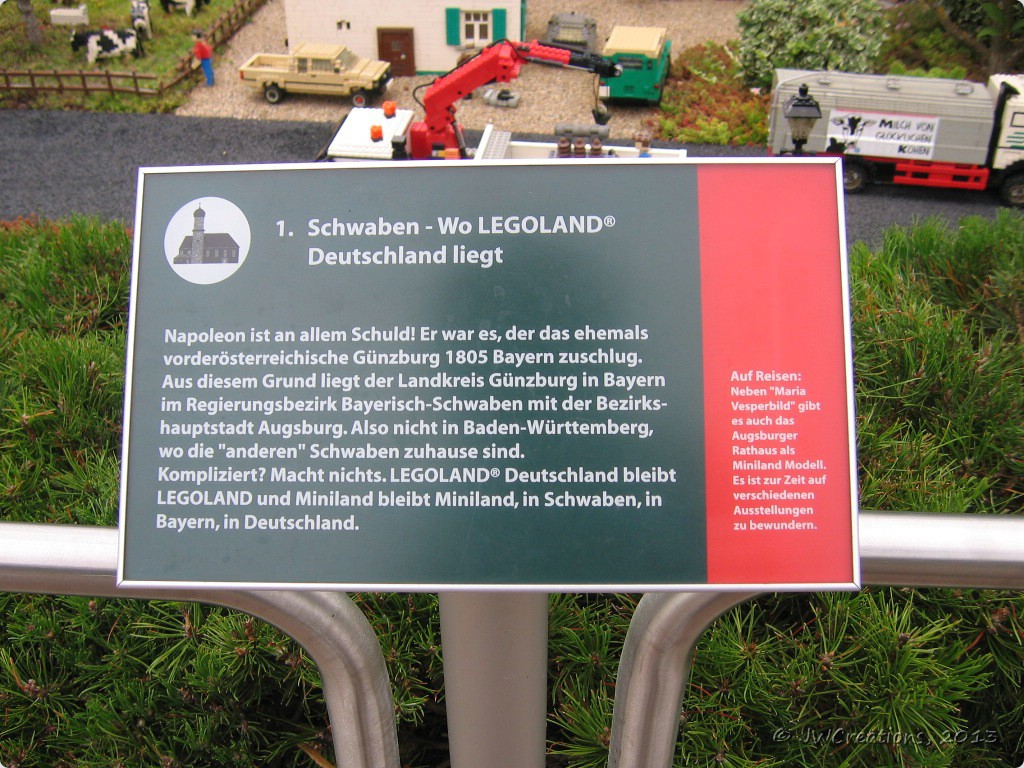 MILCH VON
GLÜCKLICHEN
KÜHEN
1. Schwaben - Wo LEGOLAND®
Deutschland liegt
Napoleon ist an allem Schuld! Er war es, der das ehemals
vorderösterreichische Günzburg 1805 Bayern zuschlug.
Aus diesem Grund liegt der Landkreis Günzburg in Bayern
im Regierungsbezirk Bayerisch-Schwaben mit der Bezirks-
hauptstadt Augsburg. Also nicht in Baden-Württemberg,
wo die "anderen" Schwaben zuhause sind.
Kompliziert? Macht nichts. LEGOLAND® Deutschland bleibt
LEGOLAND und Miniland bleibt Miniland, in Schwaben, in
Bayern, in Deutschland.
Auf Reisen:
Neben "Maria
Vesperbild" gibt
es auch das
Augsburger
Rathaus als
Miniland Modell.
Es ist zur Zeit auf
verschiedenen
Ausstellungen
zu bewundern.
© JWCreations, 2013